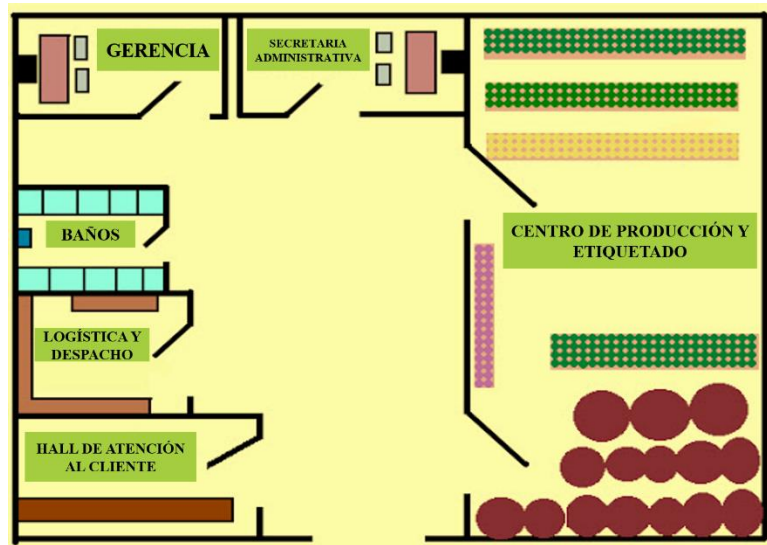 GERENCIA
SECRETARIA
ADMINISTRATIVA
BAÑOS
CENTRO DE PRODUCCIÓN Y
ETIQUETADO
LOGÍSTICA Y
DESPACHO
HALL DE ATENCIÓN
AL CLIENTE